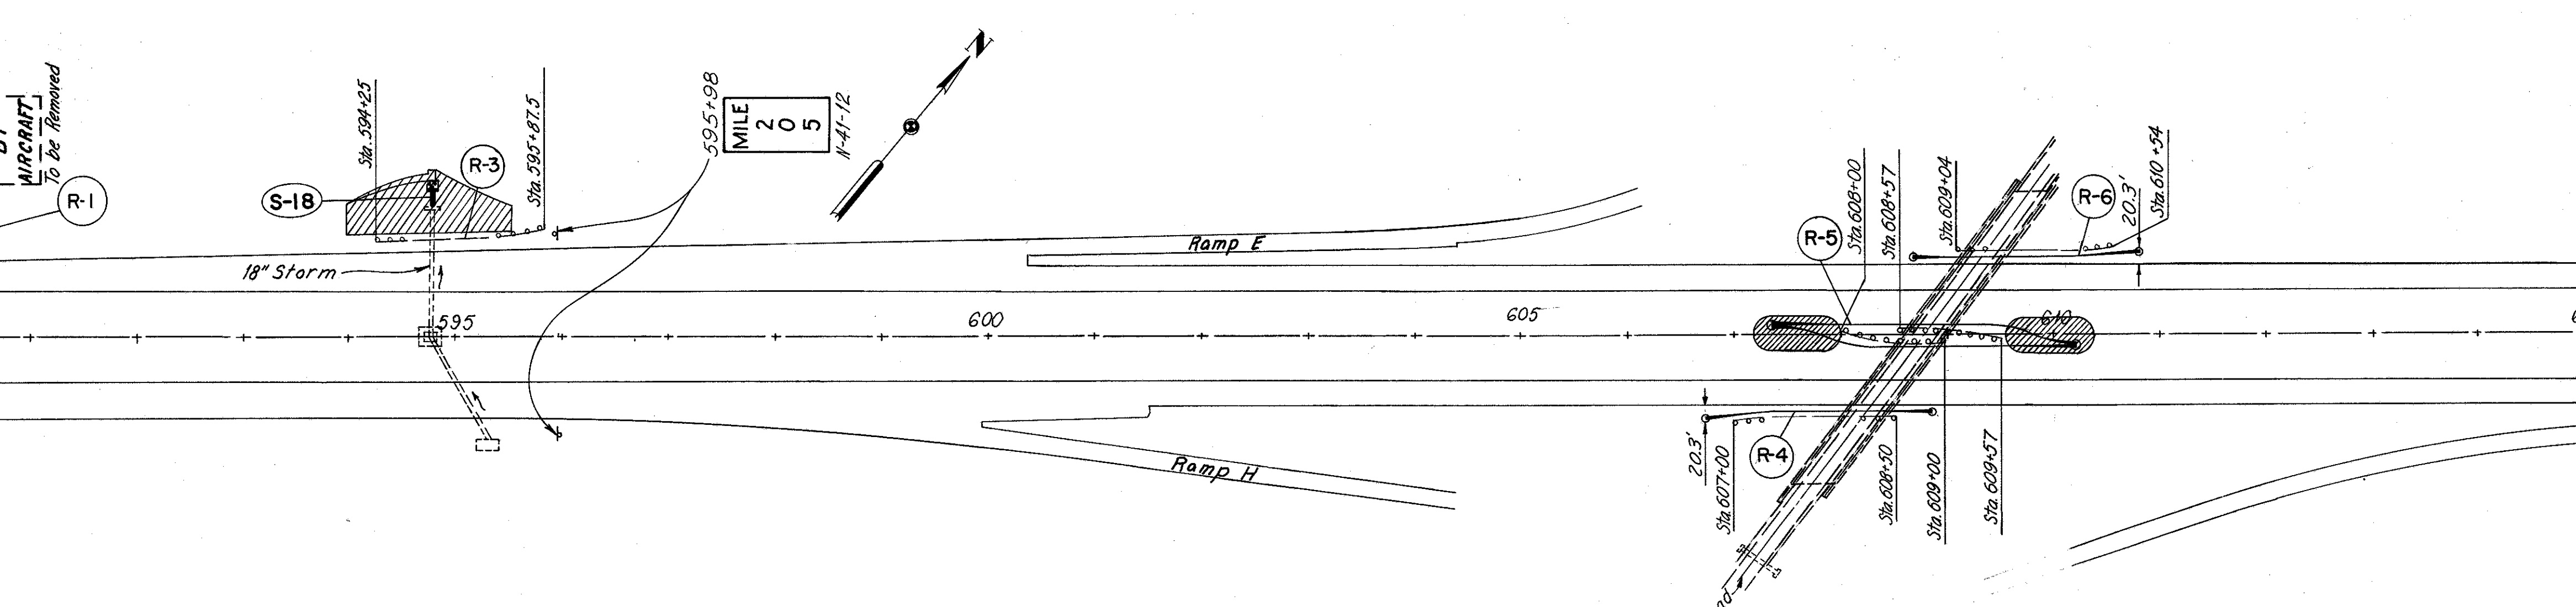 AIRCRAFT
To be Removed
R-1
Sta. 594+25
S-18
R-3
Sta. 595+87.5
595+98
MILE
2
0
5
N-41-12
N
18" Storm
595
600
605
610
Ramp E
Ramp H
R-5
Sta. 608+00
Sta. 608+57
Sta. 609+04
R-6
20.3'
Sta. 610+54
20.3'
Sta. 607+00
R-4
Sta. 608+50
Sta. 609+00
Sta. 609+57